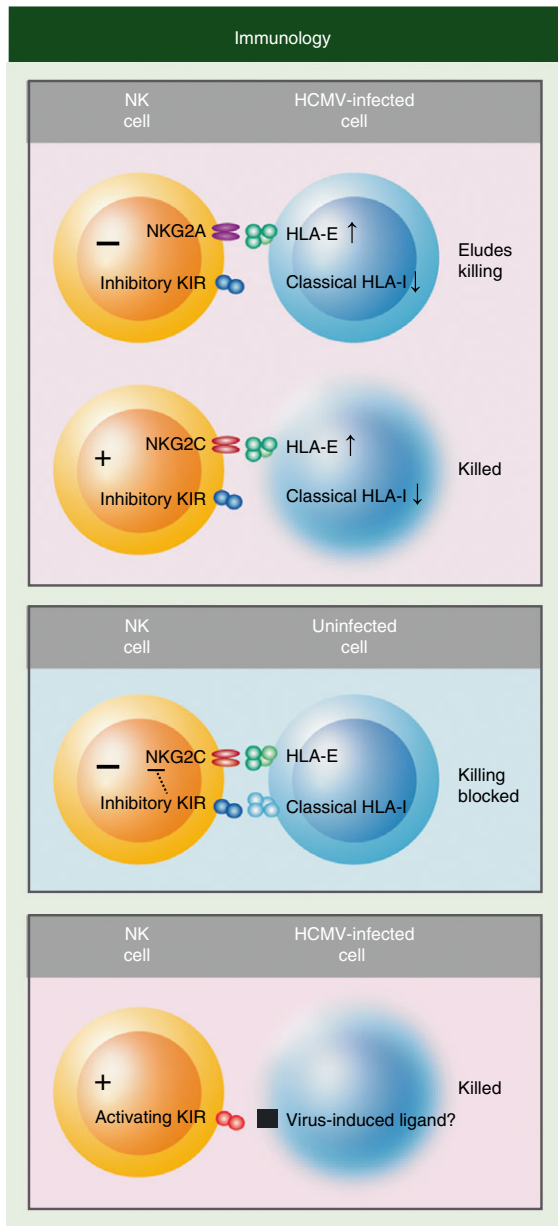 Immunology
NK
cell
HCMV-infected
cell
−
NKG2A
HLA-E ↑
Inhibitory KIR
Classical HLA-I ↓
Eludes
killing
+
NKG2C
HLA-E ↑
Inhibitory KIR
Classical HLA-I ↓
Killed
NK
cell
Uninfected
cell
−
NKG2C
HLA-E
Inhibitory KIR
Classical HLA-I
Killing
blocked
NK
cell
HCMV-infected
cell
+
Activating KIR
Virus-induced ligand?
Killed